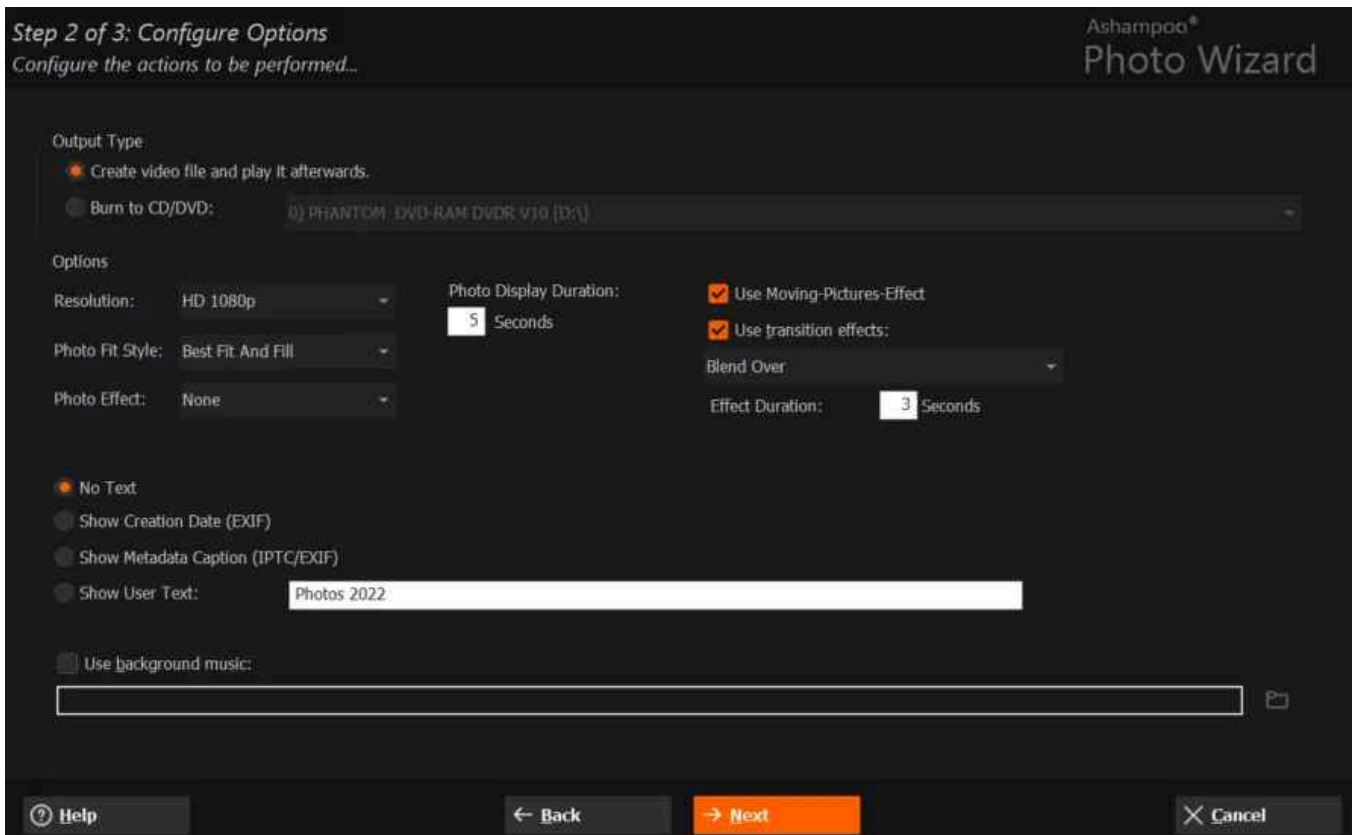 Step 2 of 3: Configure Options
Configure the actions to be performed...
Ashampoo®
Photo Wizard
Output Type
Create video file and play it afterwards.
Burn to CD/DVD:
0) PHANTOM DVD-RAM DVDR V10 [D:\]
Options
Resolution: HD 1080p
Photo Fit Style: Best Fit And Fill
Photo Effect: None
Photo Display Duration:
5 Seconds
Use Moving-Pictures-Effect
Use transition effects:
Blend Over
Effect Duration: 3 Seconds
No Text
Show Creation Date (EXIF)
Show Metadata Caption (IPTC/EXIF)
Show User Text: Photos 2022
Use background music:
Help
Back
Next
Cancel